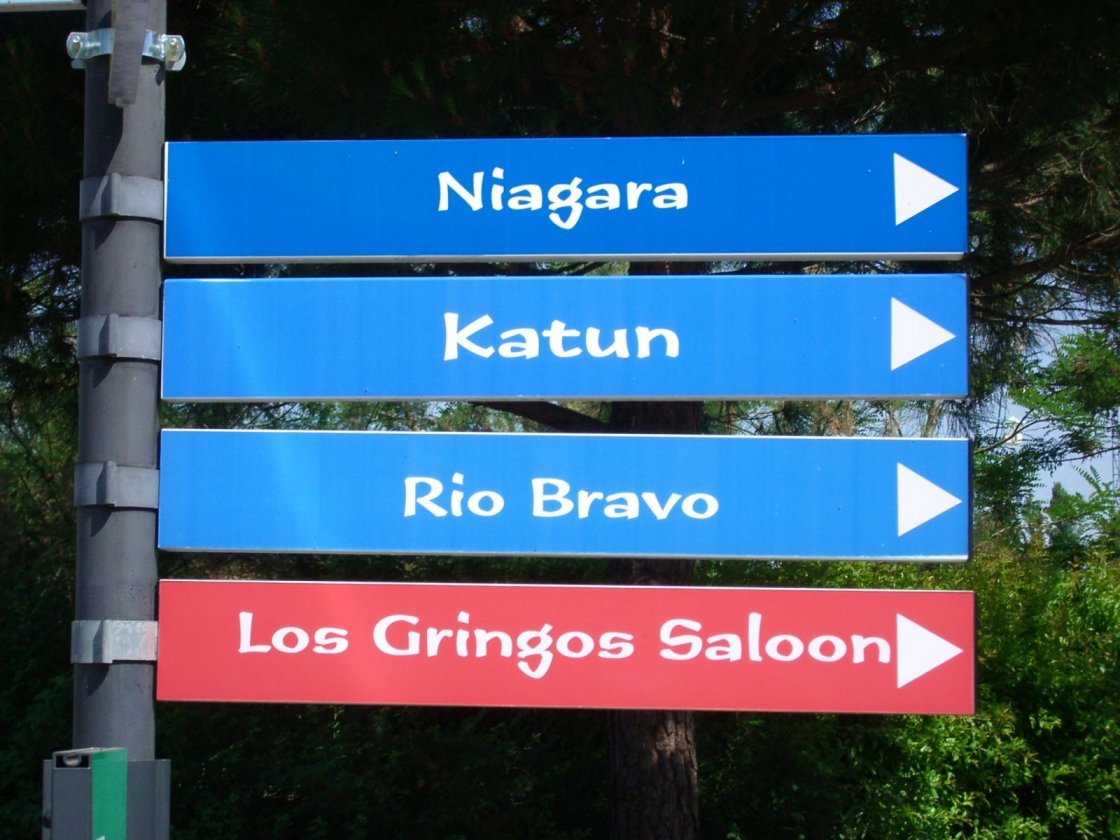 Niagara
Katun
Rio Bravo
Los Gringos Saloon